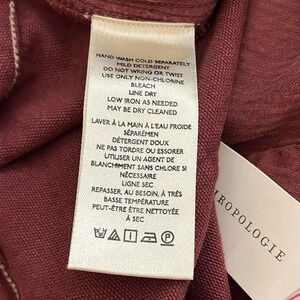 HAND WASH COLD SEPARATELY
MILD DETERGENT
DO NOT WRING OR TWIST
USE ONLY NON-CHLORINE
BLEACH
LINE DRY
LOW IRON AS NEEDED
MAY BE DRY CLEANED
LAVER À LA MAIN À L'EAU FROIDE
SÉPARÉMEN
DÉTERGENT DOUX
NE PAS TORDRE OU ESSORER
UTILISER UN AGENT DE
BLANCHIMENT SANS CHLORE SI
NÉCESSAIRE
LIGNE SEC
REPASSER, AU BESOIN, À TRÈS
BASSE TEMPÉRATURE
PEUT-ÊTRE ÊTRE NETTOYÉE
À SEC
ROPOLOGIE